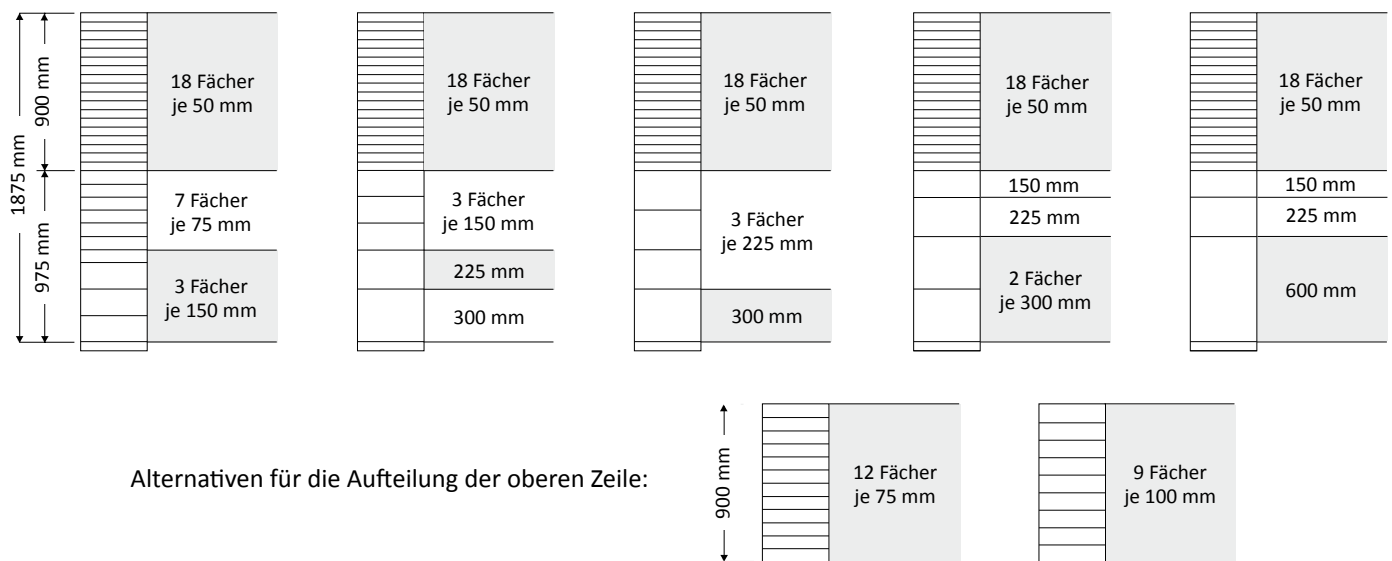 1875 mm
900 mm
975 mm
18 Fächer
je 50 mm
7 Fächer
je 75 mm
3 Fächer
je 150 mm
18 Fächer
je 50 mm
3 Fächer
je 150 mm
225 mm
300 mm
18 Fächer
je 50 mm
3 Fächer
je 225 mm
300 mm
18 Fächer
je 50 mm
150 mm
225 mm
2 Fächer
je 300 mm
18 Fächer
je 50 mm
150 mm
225 mm
600 mm
Alternativen für die Aufteilung der oberen Zeile:
900 mm
12 Fächer
je 75 mm
9 Fächer
je 100 mm